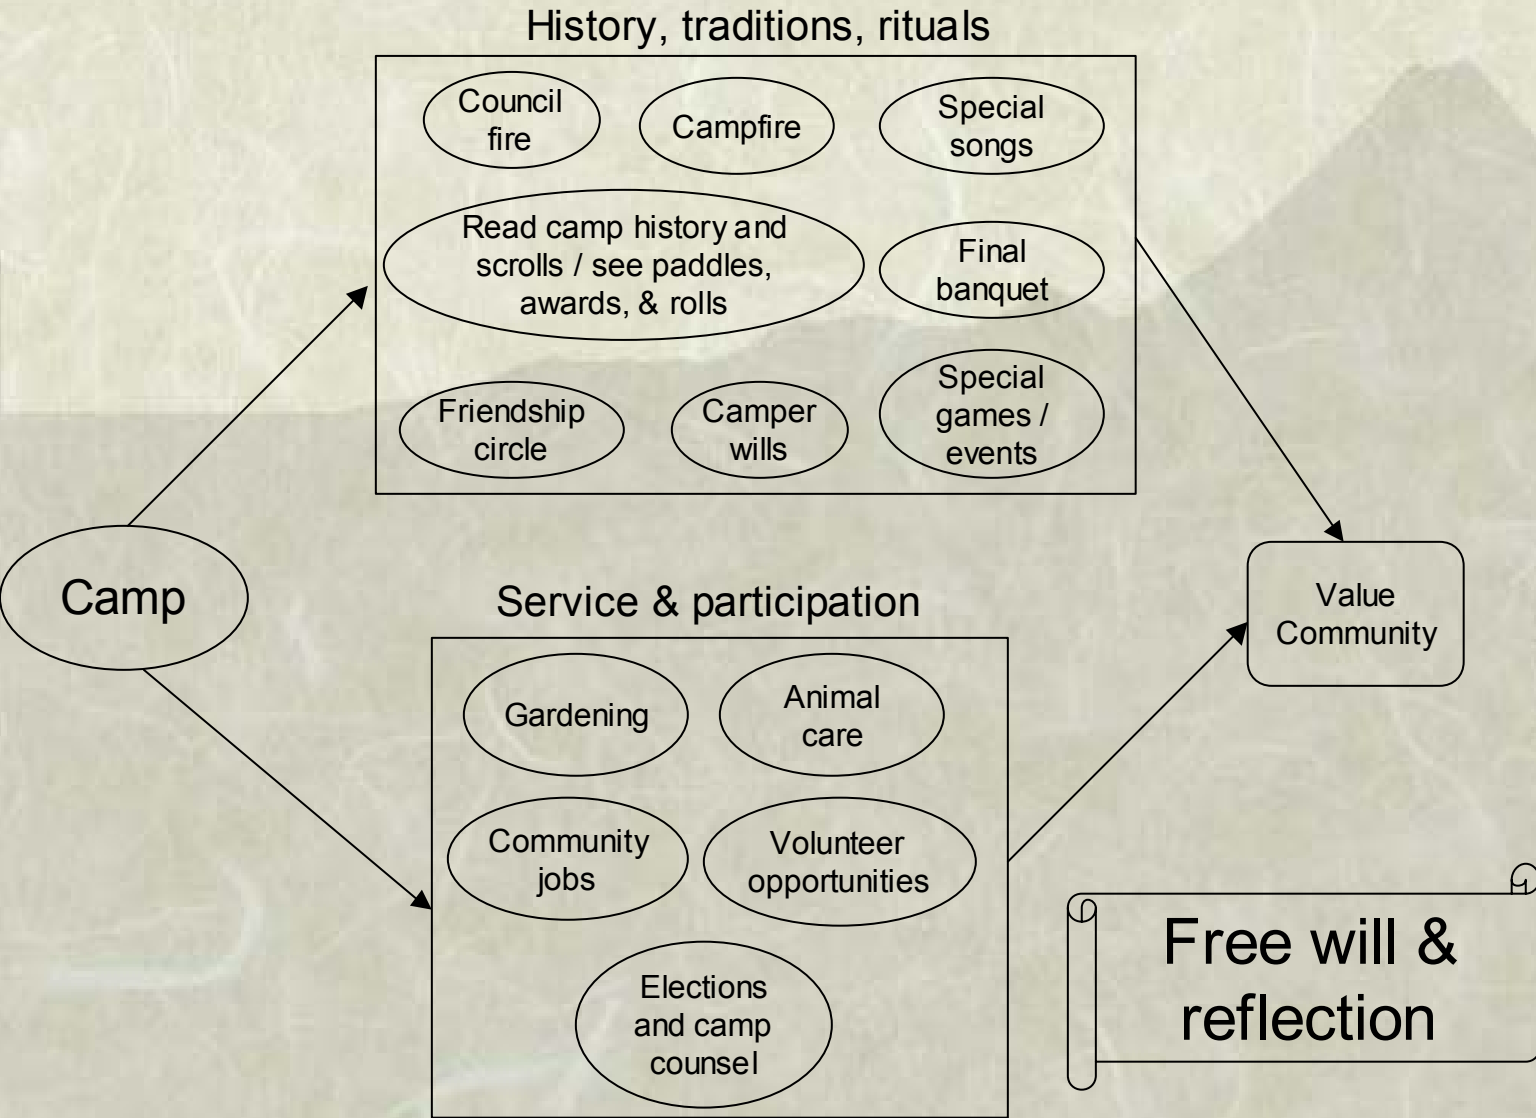 History, traditions, rituals
Council
fire
Campfire
Special
songs
Read camp history and
scrolls / see paddles,
awards, & rolls
Final
banquet
Friendship
circle
Camper
wills
Special
games /
events
Camp
Value
Community
Service & participation
Gardening
Animal
care
Community
jobs
Volunteer
opportunities
Elections
and camp
counsel
Free will &
reflection